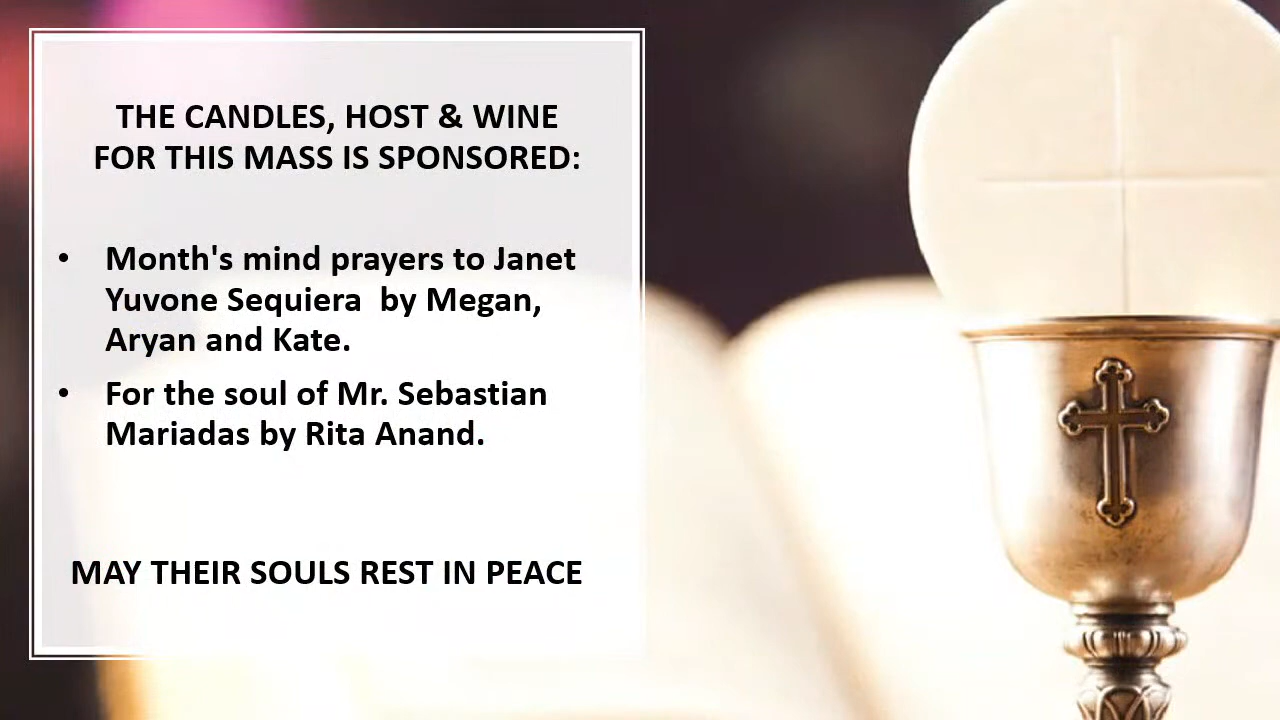 THE CANDLES, HOST & WINE
FOR THIS MASS IS SPONSORED:
• Month's mind prayers to Janet
Yuvone Sequiera  by Megan,
Aryan and Kate.
• For the soul of Mr. Sebastian
Mariadas by Rita Anand.
MAY THEIR SOULS REST IN PEACE